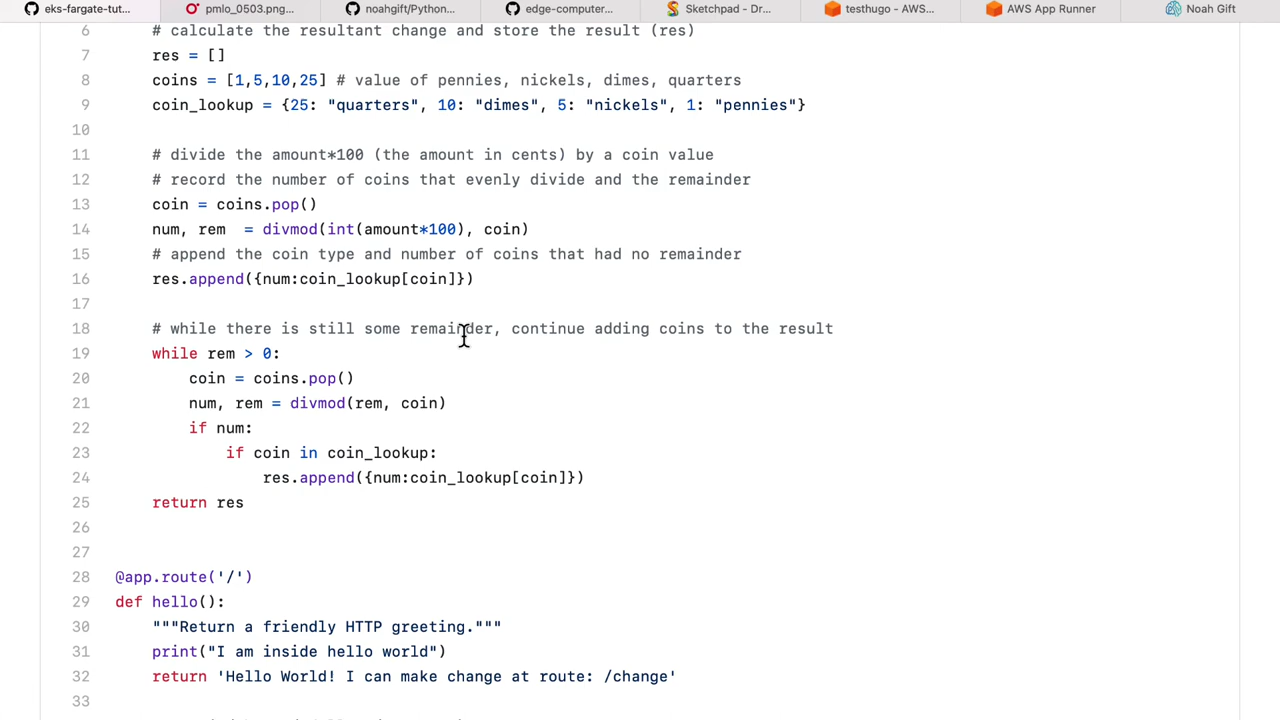 eks-fargate-tut...
pmlo_0503.png...
noahgift/Python...
edge-computer...
Sketchpad - Dr...
testhugo - AWS...
AWS App Runner
Noah Gift
6 # calculate the resultant change and store the result (res)
7 res = []
8 coins = [1,5,10,25] # value of pennies, nickels, dimes, quarters
9 coin_lookup = {25: "quarters", 10: "dimes", 5: "nickels", 1: "pennies"}
10
11 # divide the amount*100 (the amount in cents) by a coin value
12 # record the number of coins that evenly divide and the remainder
13 coin = coins.pop()
14 num, rem  = divmod(int(amount*100), coin)
15 # append the coin type and number of coins that had no remainder
16 res.append({num:coin_lookup[coin]})
17
18 # while there is still some remainder, continue adding coins to the result
19 while rem > 0:
20 coin = coins.pop()
21 num, rem = divmod(rem, coin)
22 if num:
23 if coin in coin_lookup:
24 res.append({num:coin_lookup[coin]})
25 return res
26
27
28 @app.route('/')
29 def hello():
30 """Return a friendly HTTP greeting."""
31 print("I am inside hello world")
32 return 'Hello World! I can make change at route: /change'
33